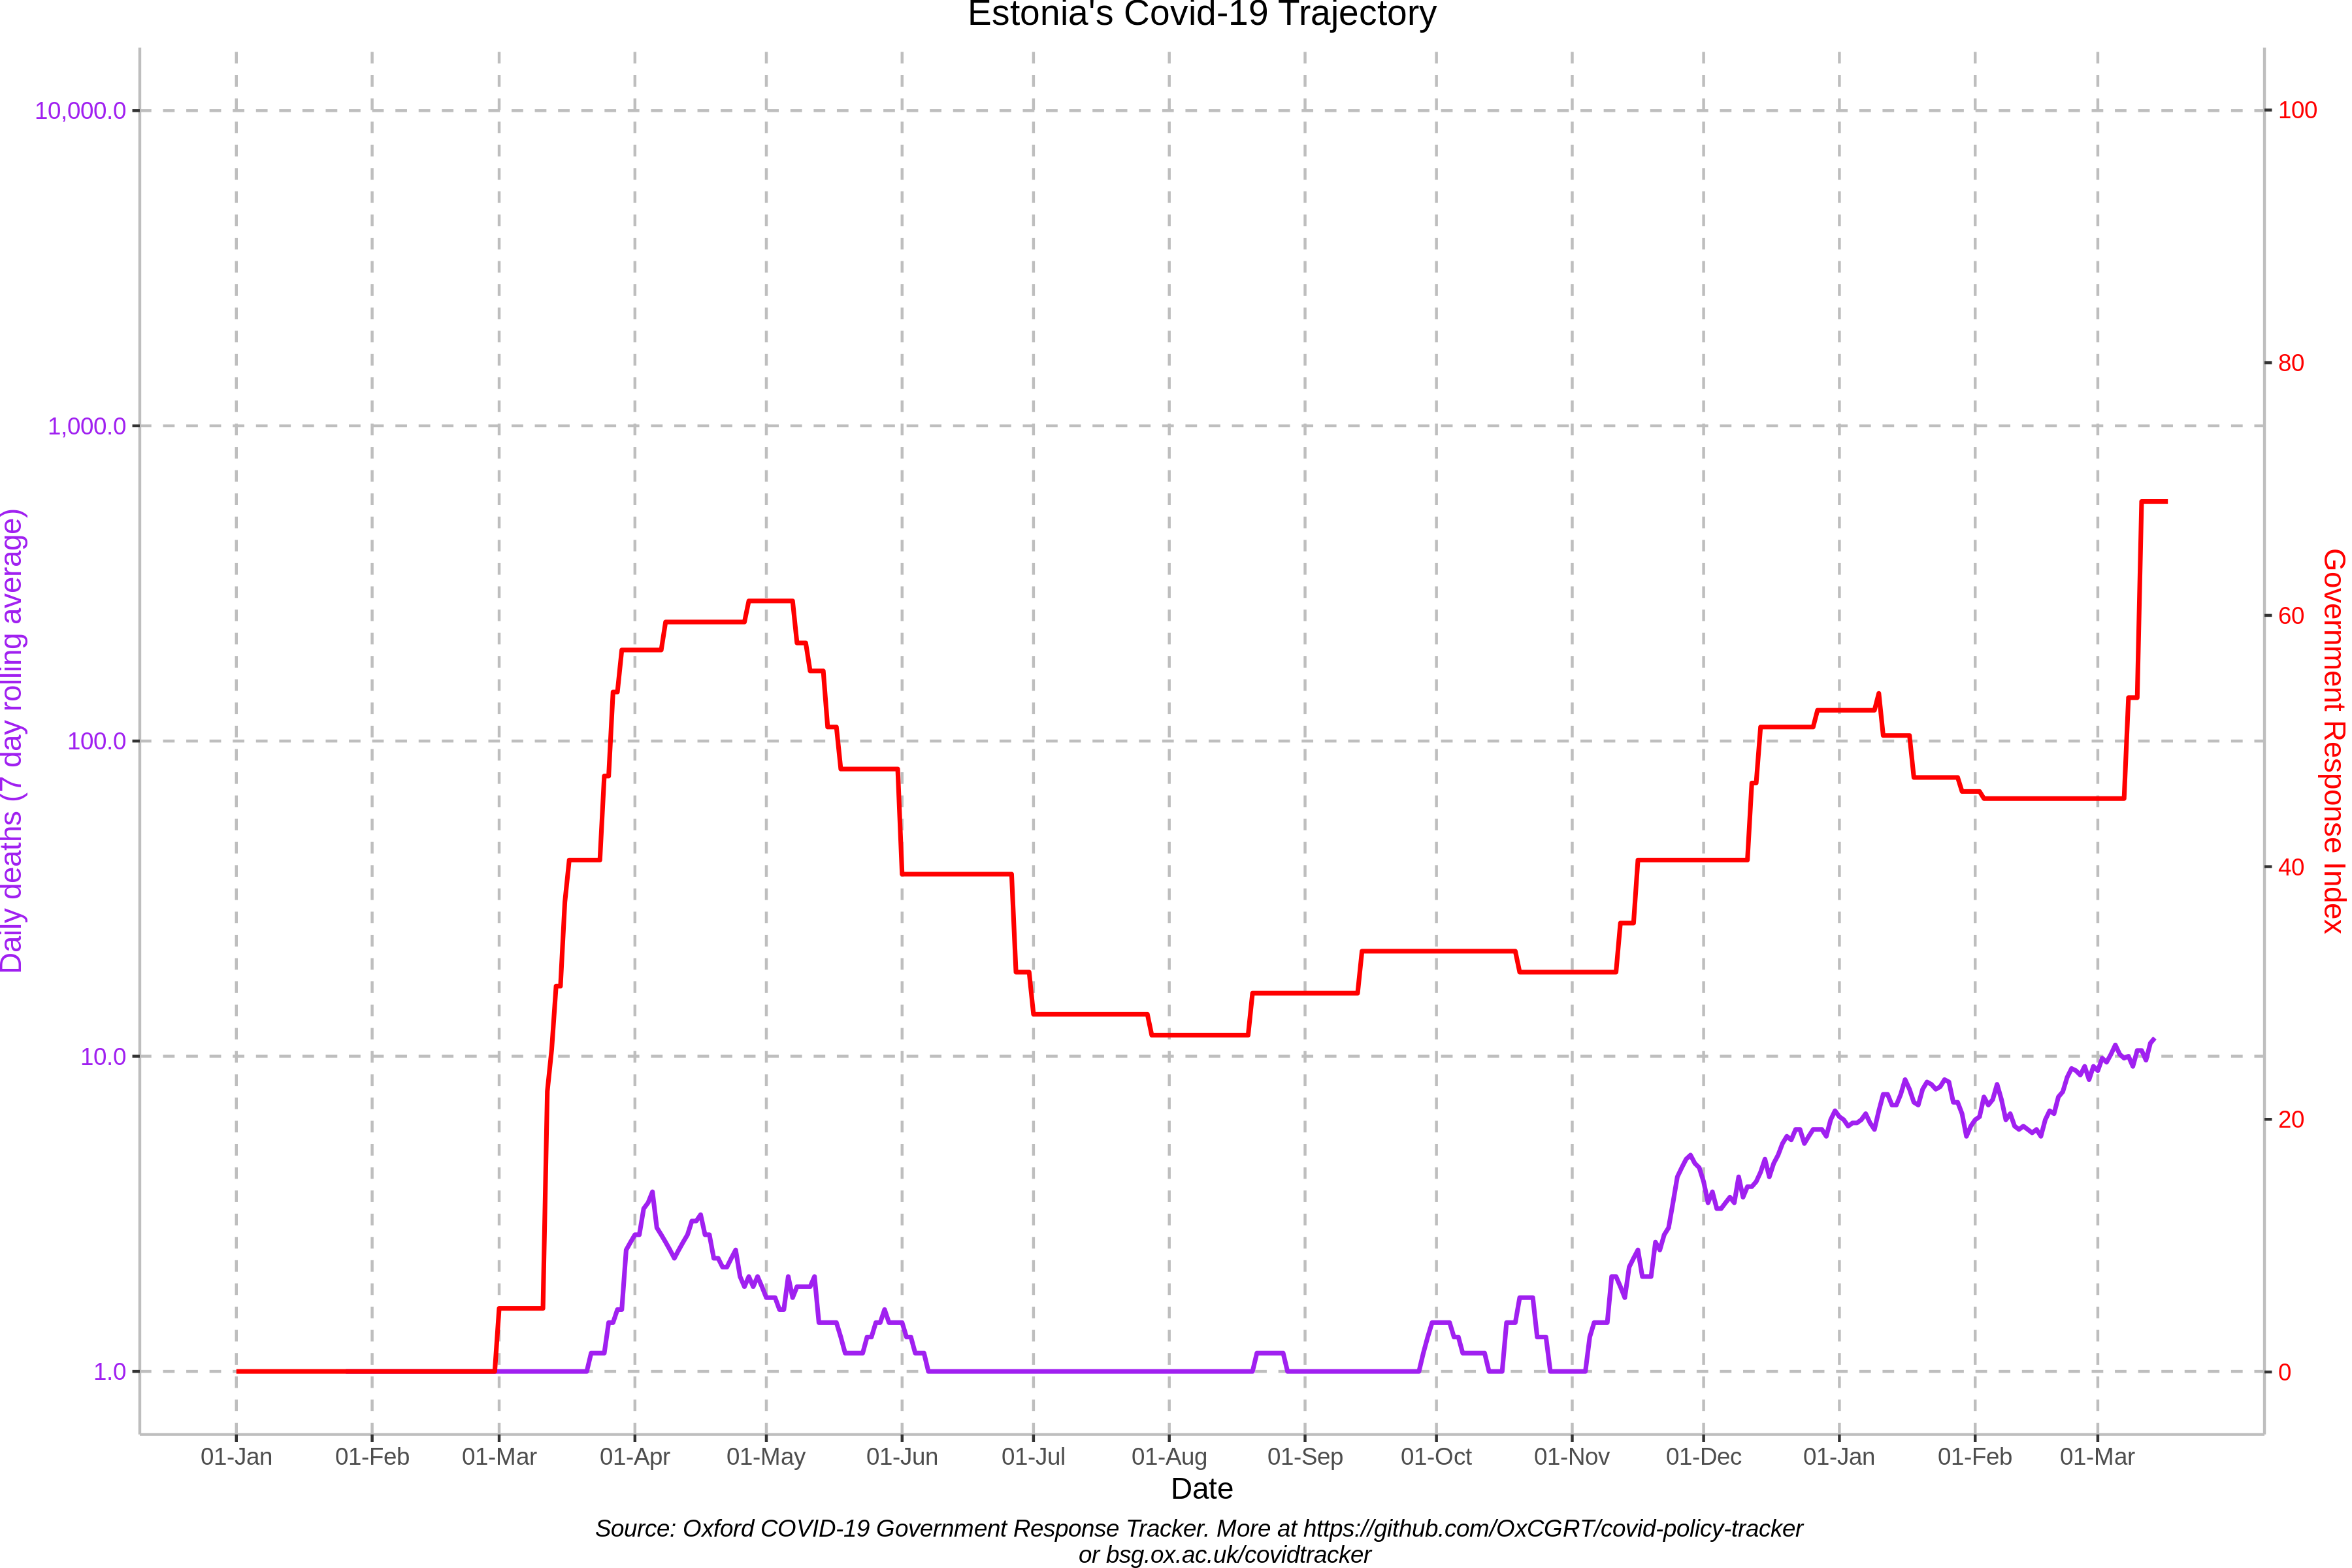 Estonia's Covid-19 Trajectory
10,000.0
1,000.0
100.0
10.0
1.0
Daily deaths (7 day rolling average)
100
80
60
40
20
0
Government Response Index
01-Jan 01-Feb 01-Mar 01-Apr 01-May 01-Jun 01-Jul 01-Aug 01-Sep 01-Oct 01-Nov 01-Dec 01-Jan 01-Feb 01-Mar
Date
Source: Oxford COVID-19 Government Response Tracker. More at https://github.com/OxCGRT/covid-policy-tracker
or bsg.ox.ac.uk/covidtracker